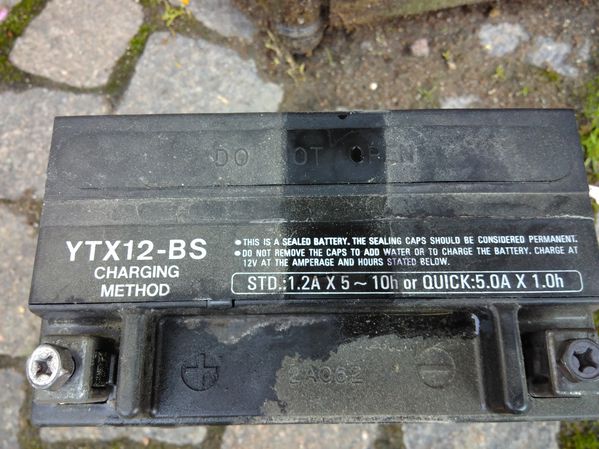 DO NOT OPEN
YTX12-BS
CHARGING
METHOD
• THIS IS A SEALED BATTERY. THE SEALING CAPS SHOULD BE CONSIDERED PERMANENT.
• DO NOT REMOVE THE CAPS TO ADD WATER OR TO CHARGE THE BATTERY. CHARGE AT
12V AT THE AMPERAGE AND HOURS STATED BELOW.
STD.:1.2A X 5 ~ 10h or QUICK:5.0A X 1.0h
2A062